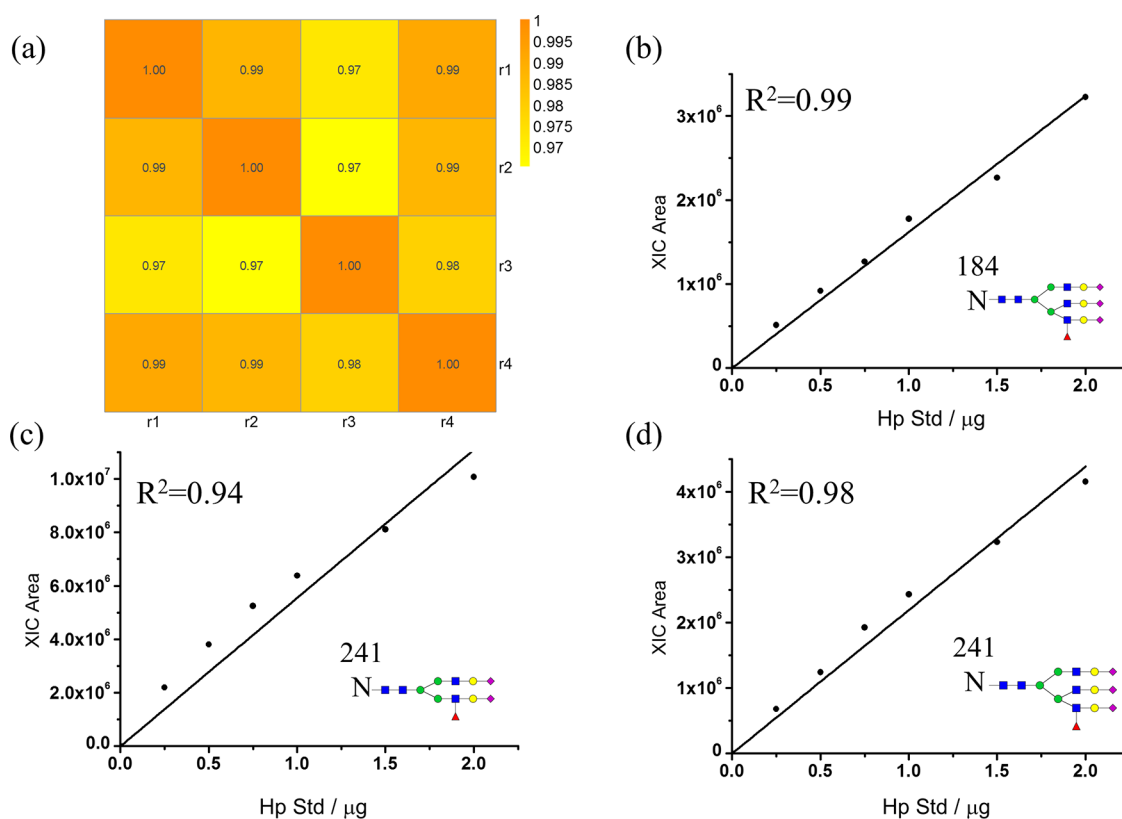 (a)
1
0.995
0.99
0.985
0.98
0.975
0.97
1.00 0.99 0.97 0.99 r1
0.99 1.00 0.97 0.99 r2
0.97 0.97 1.00 0.98 r3
0.99 0.99 0.98 1.00 r4
r1 r2 r3 r4
(b)
R²=0.99
3x10⁶
2x10⁶
1x10⁶
0
XIC Area
184
N
0.0 0.5 1.0 1.5 2.0
Hp Std / μg
(c)
R²=0.94
1.0x10⁷
8.0x10⁶
6.0x10⁶
4.0x10⁶
2.0x10⁶
0.0
XIC Area
241
N
0.0 0.5 1.0 1.5 2.0
Hp Std / μg
(d)
R²=0.98
4x10⁶
3x10⁶
2x10⁶
1x10⁶
0
XIC Area
241
N
0.0 0.5 1.0 1.5 2.0
Hp Std / μg